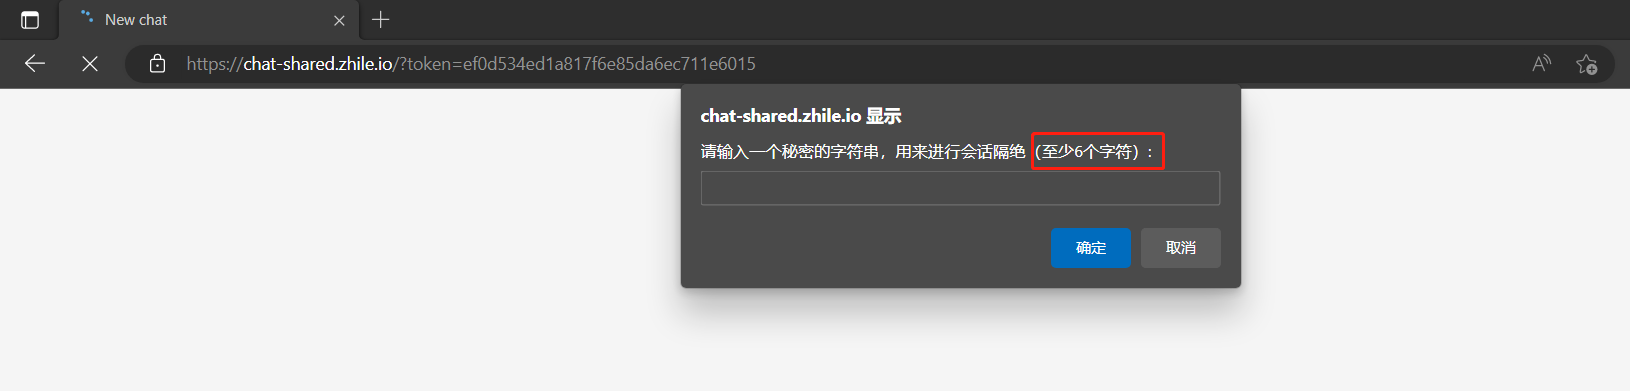 New chat
https://chat-shared.zhile.io/?token=ef0d534ed1a817f6e85da6ec711e6015
chat-shared.zhile.io 显示
请输入一个秘密的字符串，用来进行会话隔绝（至少6个字符）：
确定 取消